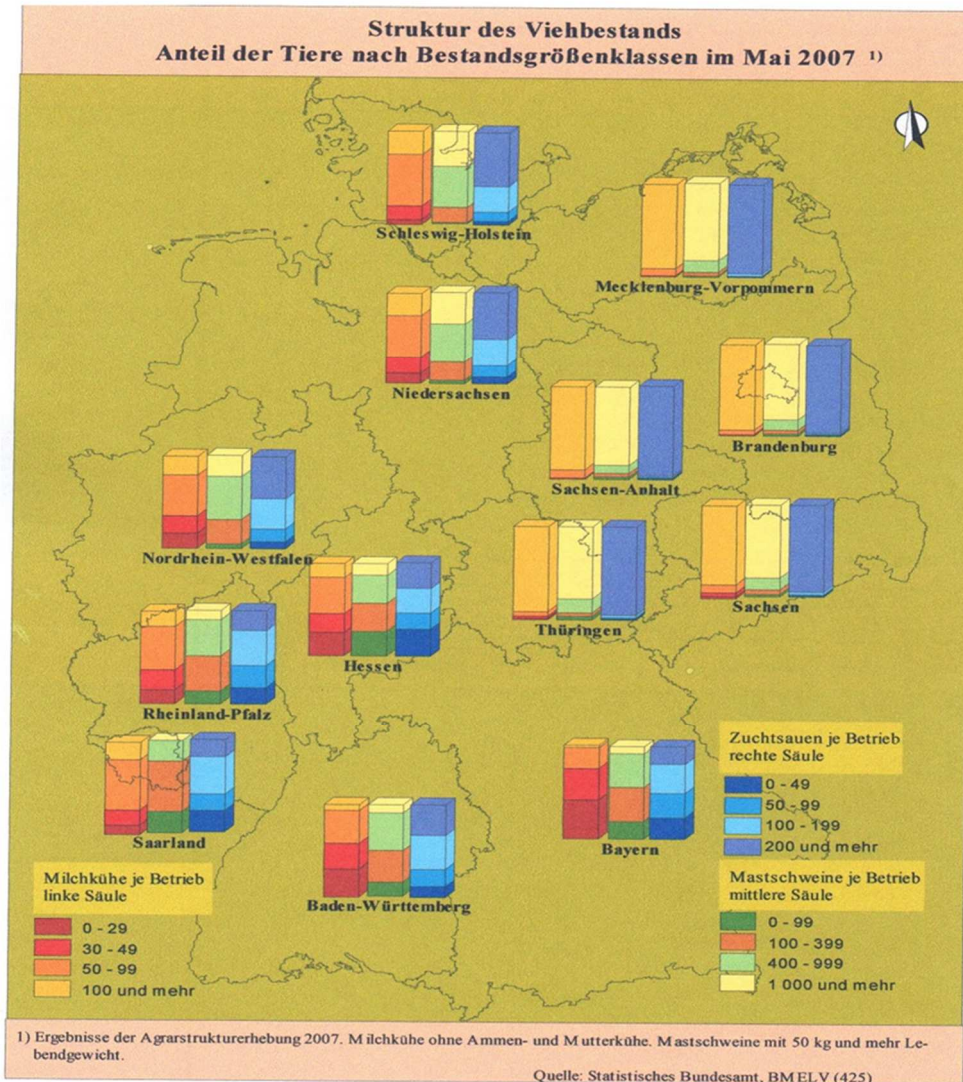 Struktur des Viehbestands
Anteil der Tiere nach Bestandsgrößenklassen im Mai 2007 1)
Schleswig-Holstein
Mecklenburg-Vorpommern
Niedersachsen
Brandenburg
Sachsen-Anhalt
Nordrhein-Westfalen
Sachsen
Thüringen
Hessen
Rheinland-Pfalz
Saarland
Bayern
Baden-Württemberg
Zuchtsauen je Betrieb
rechte Säule
0 - 49
50 - 99
100 - 199
200 und mehr
Milchkühe je Betrieb
linke Säule
0 - 29
30 - 49
50 - 99
100 und mehr
Mastschweine je Betrieb
mittlere Säule
0 - 99
100 - 399
400 - 999
1 000 und mehr
1) Ergebnisse der Agrarstrukturerhebung 2007. Milchkühe ohne Ammen- und Mutterkühe. Mastschweine mit 50 kg und mehr Le-
bendgewicht.
Quelle: Statistisches Bundesamt, BMELV (425)